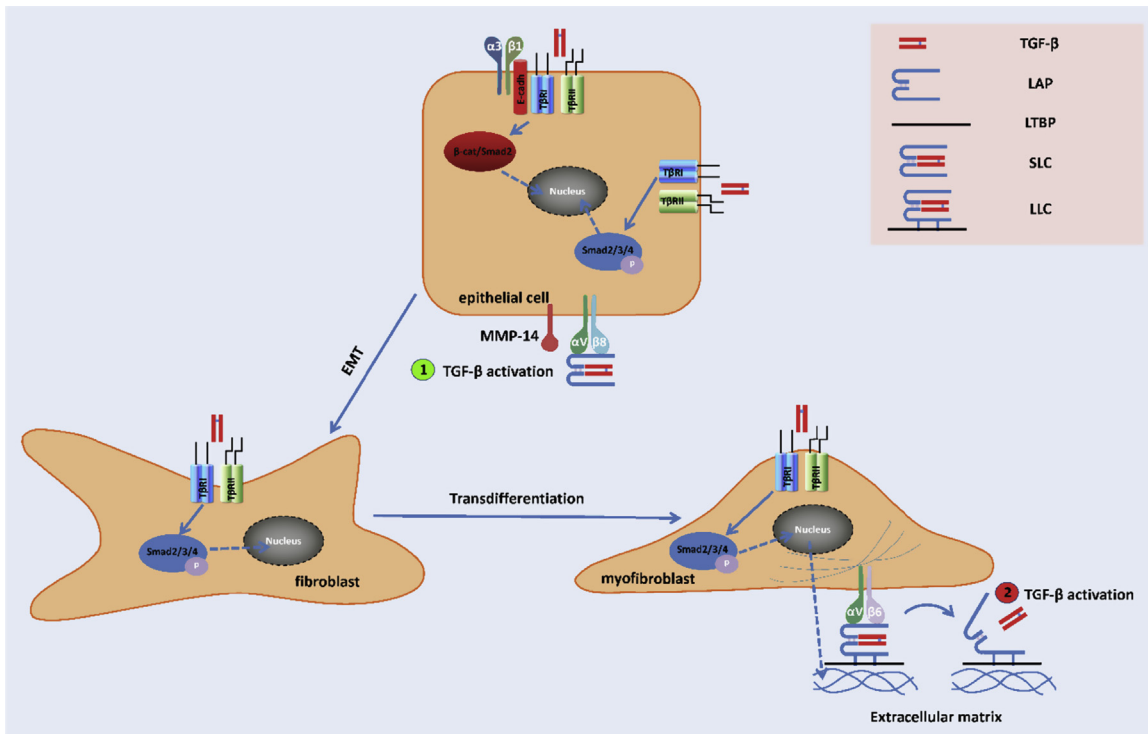 α3
β1
E-cadh
TβRI
TβRII
β-cat/Smad2
Nucleus
TβRI
TβRII
Smad2/3/4
P
epithelial cell
MMP-14
αV
β8
1
TGF-β activation
TGF-β
LAP
LTBP
SLC
LLC
EMT
TβRI
TβRII
Smad2/3/4
P
Nucleus
fibroblast
Transdifferentiation
TβRI
TβRII
Nucleus
Smad2/3/4
P
myofibroblast
αV
β6
2
TGF-β activation
Extracellular matrix